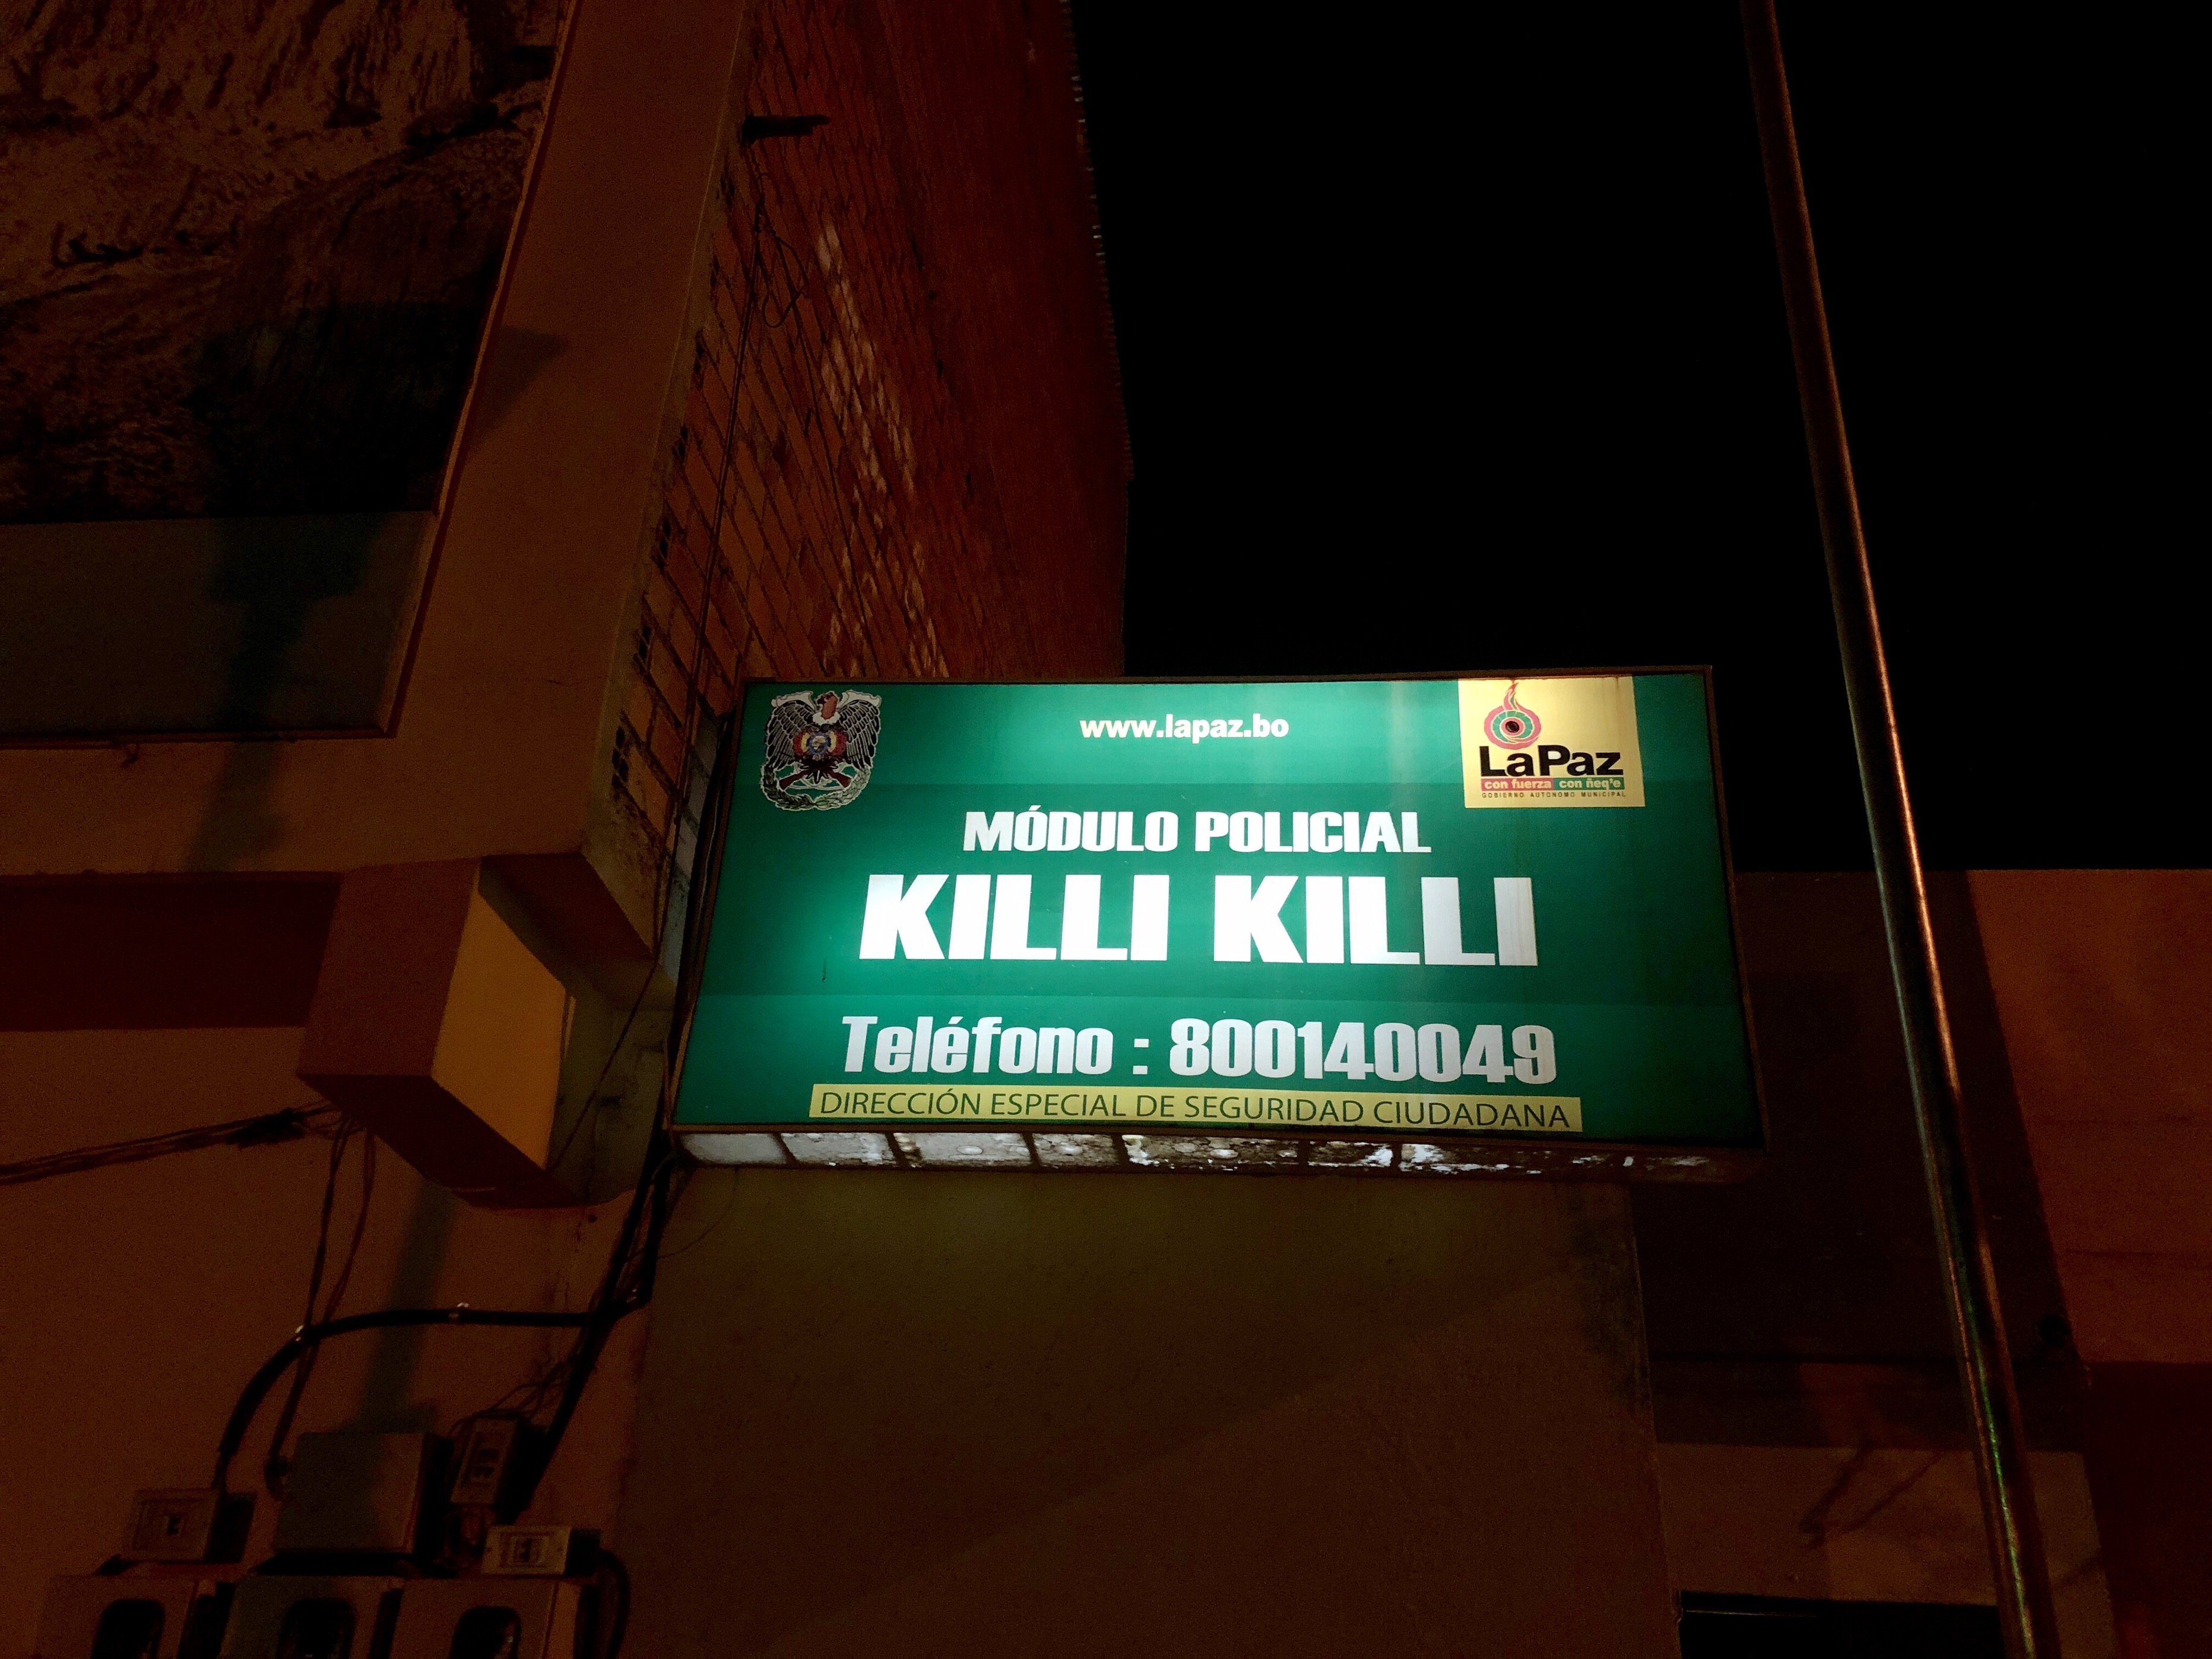 www.lapaz.bo
LaPaz
con fuerza con ñeq'e
GOBIERNO AUTÓNOMO MUNICIPAL
MÓDULO POLICIAL
KILLI KILLI
Teléfono : 800140049
DIRECCIÓN ESPECIAL DE SEGURIDAD CIUDADANA